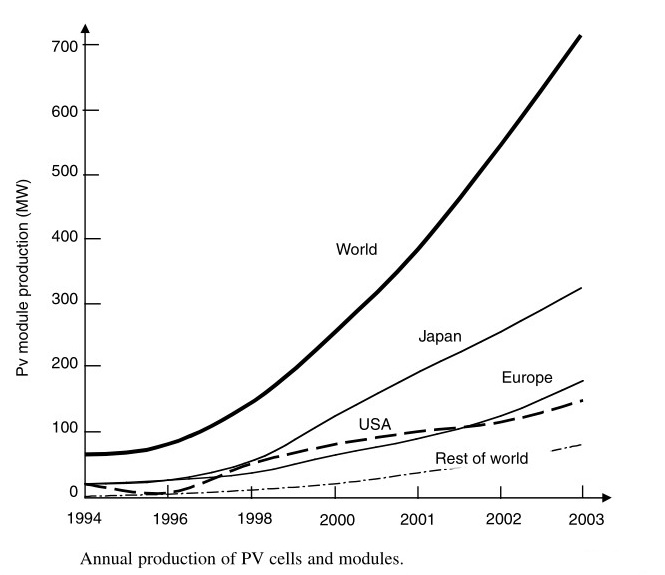 700
600
500
400
300
200
100
0
Pv module production (MW)
World
Japan
Europe
USA
Rest of world
1994 1996 1998 2000 2001 2002 2003
Annual production of PV cells and modules.